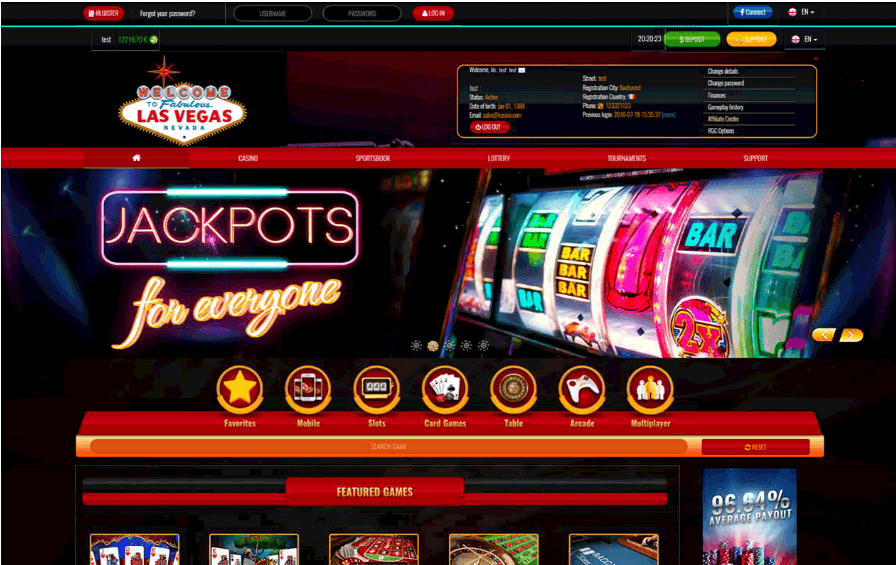 REGISTER
Forgot your password?
USERNAME
PASSWORD
LOG IN
Connect
EN
test 12216.70 €
20:20:23
$ DEPOSIT
SUPPORT
EN
WELCOME
TO Fabulous
LAS VEGAS
NEVADA
Welcome, Ms. test test
test
Status: Active
Date of birth: Jan 01, 1988
Email: sales@casino.com
LOG OUT
Street: test
Registration City: Bucharest
Registration Country:
Phone: 123321123
Previous login: 2016-07-18 15:35:37
Change details
Change password
Finances
Gameplay history
Affiliate Center
RGC Options
CASINO
SPORTSBOOK
LOTTERY
TOURNAMENTS
SUPPORT
JACKPOTS
for everyone
BAR
BAR
BAR
BAR
BAR
BAR
7
2X
Favorites
Mobile
Slots
Card Games
Table
Arcade
Multiplayer
SEARCH GAME
RESET
FEATURED GAMES
96.64%
AVERAGE PAYOUT